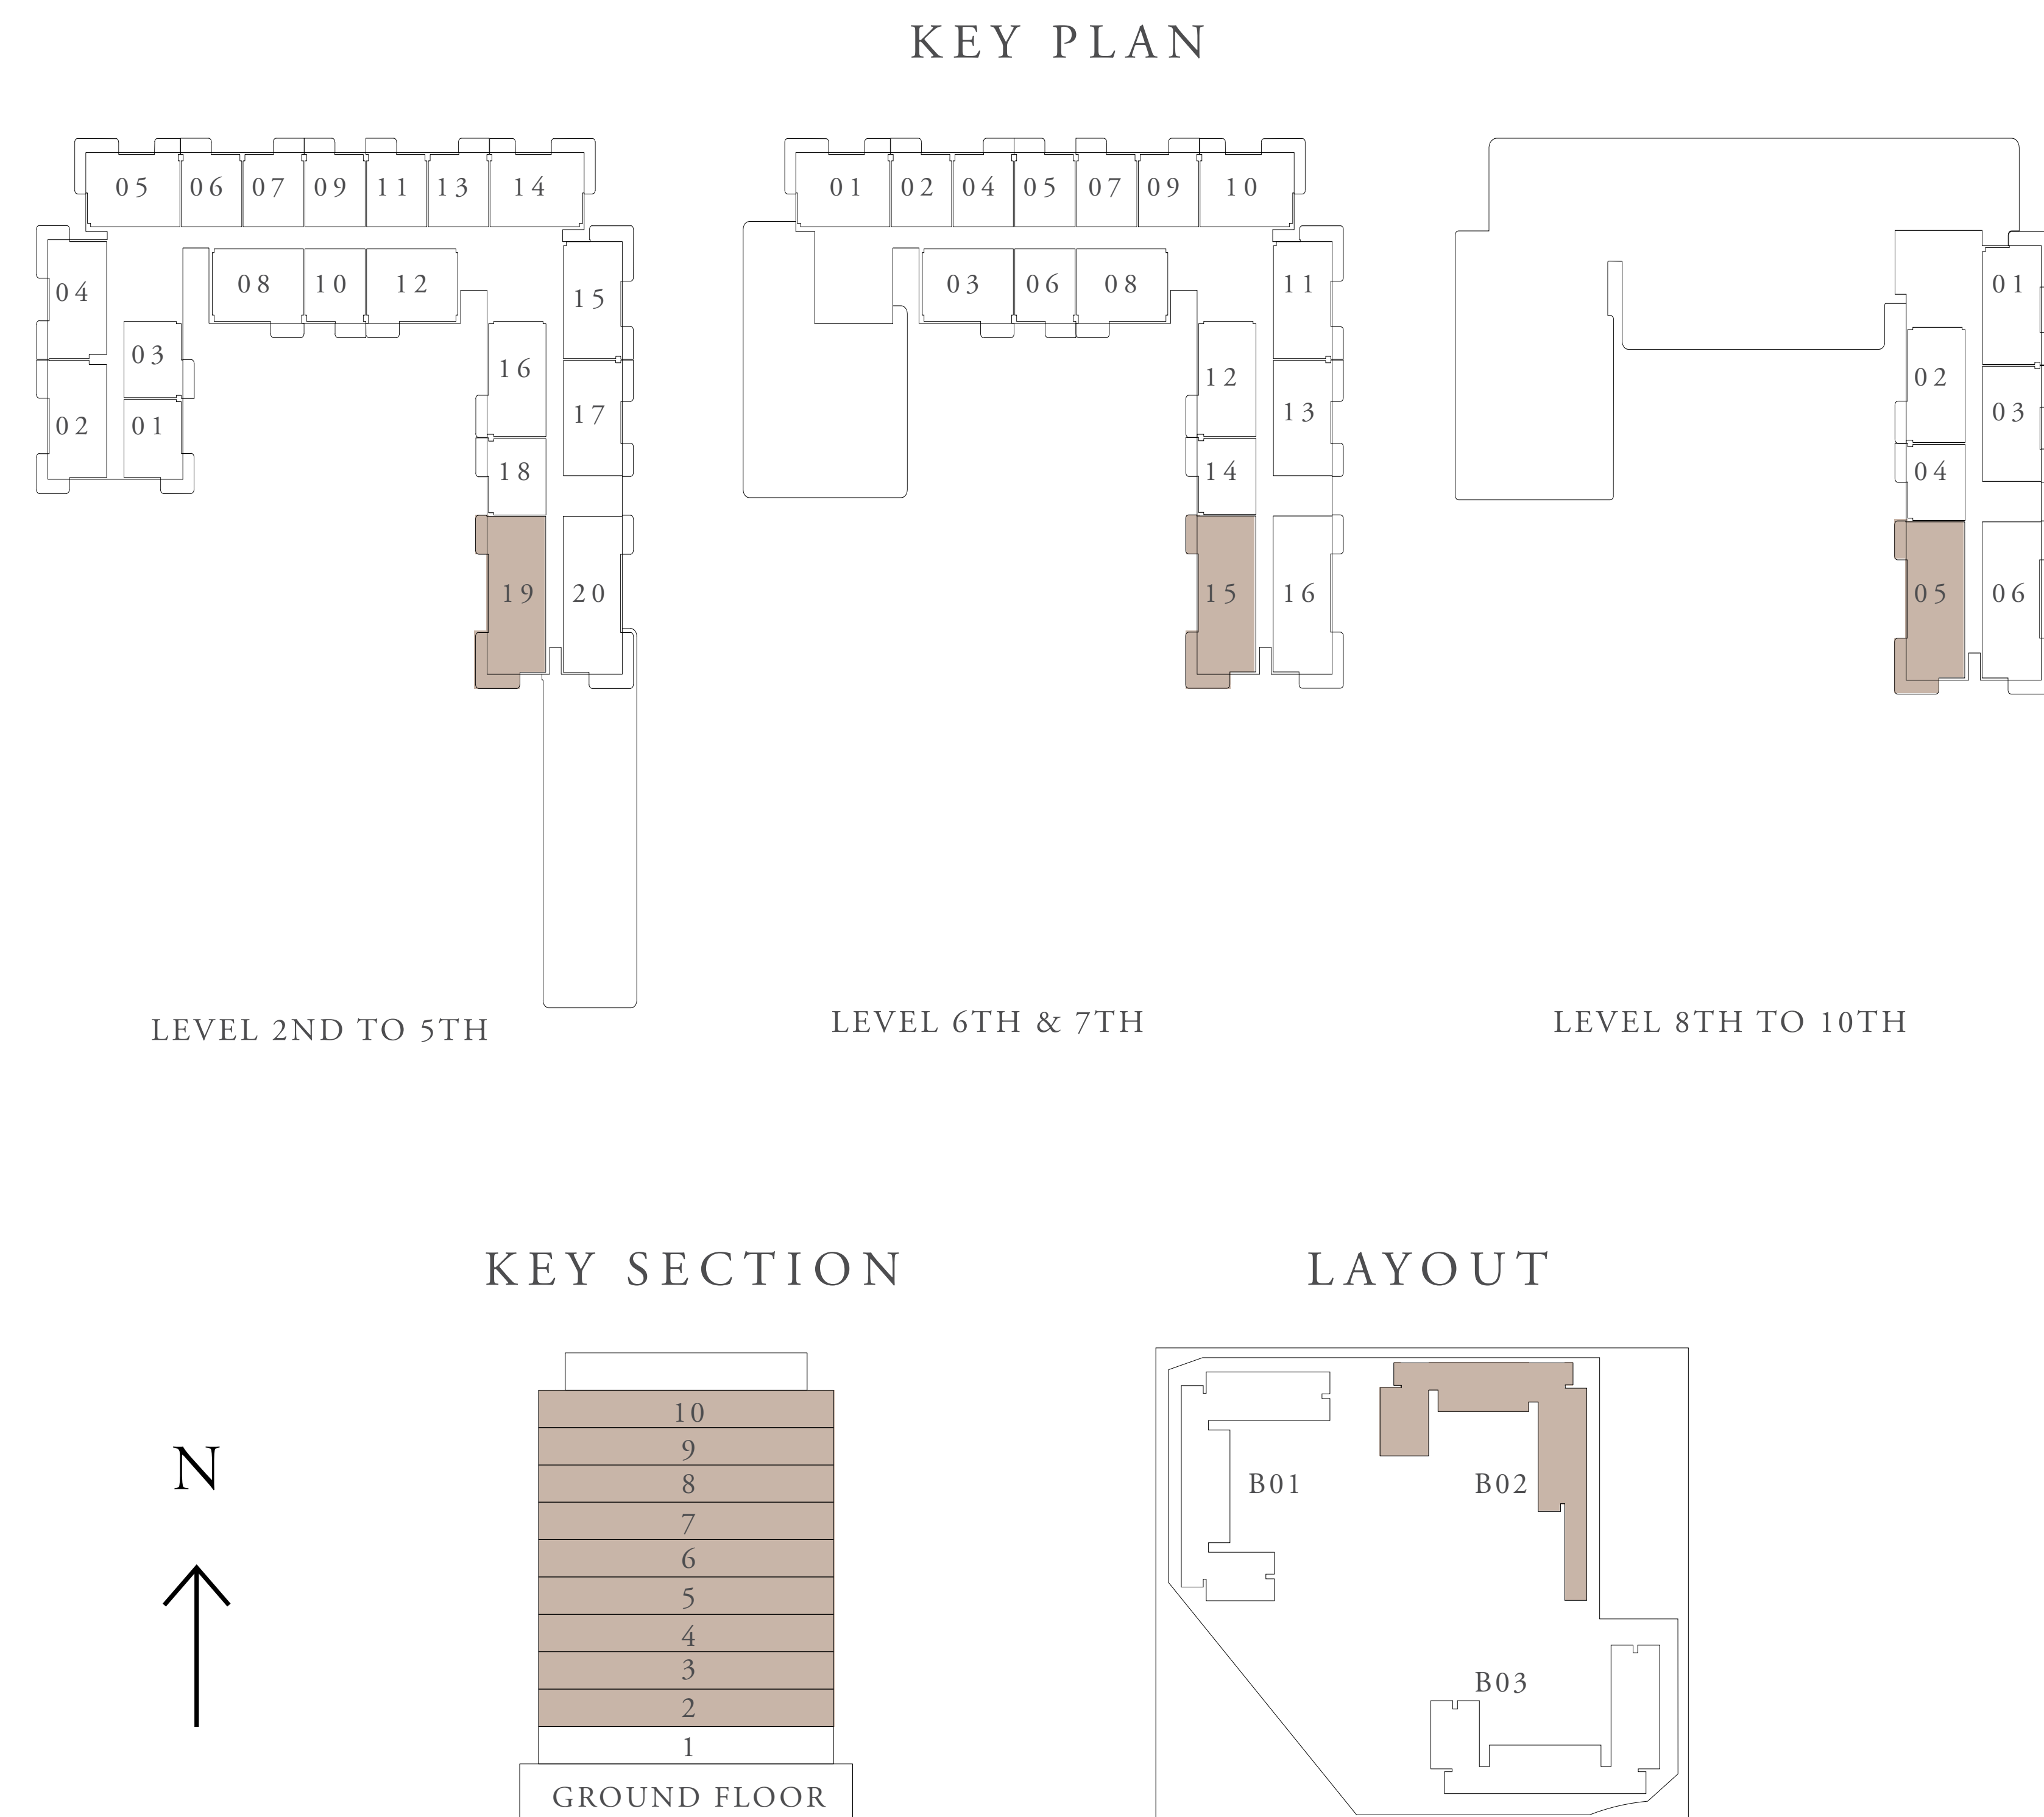 KEY PLAN
05 06 07 09 11 13 14
04 08 10 12 15
03 16
02 01 17
18
19 20
LEVEL 2ND TO 5TH
01 02 04 05 07 09 10
03 06 08 11
12 13
14
15 16
LEVEL 6TH & 7TH
01
02 03
04
05 06
LEVEL 8TH TO 10TH
KEY SECTION
N
10
9
8
7
6
5
4
3
2
1
GROUND FLOOR
LAYOUT
B01 B02
B03